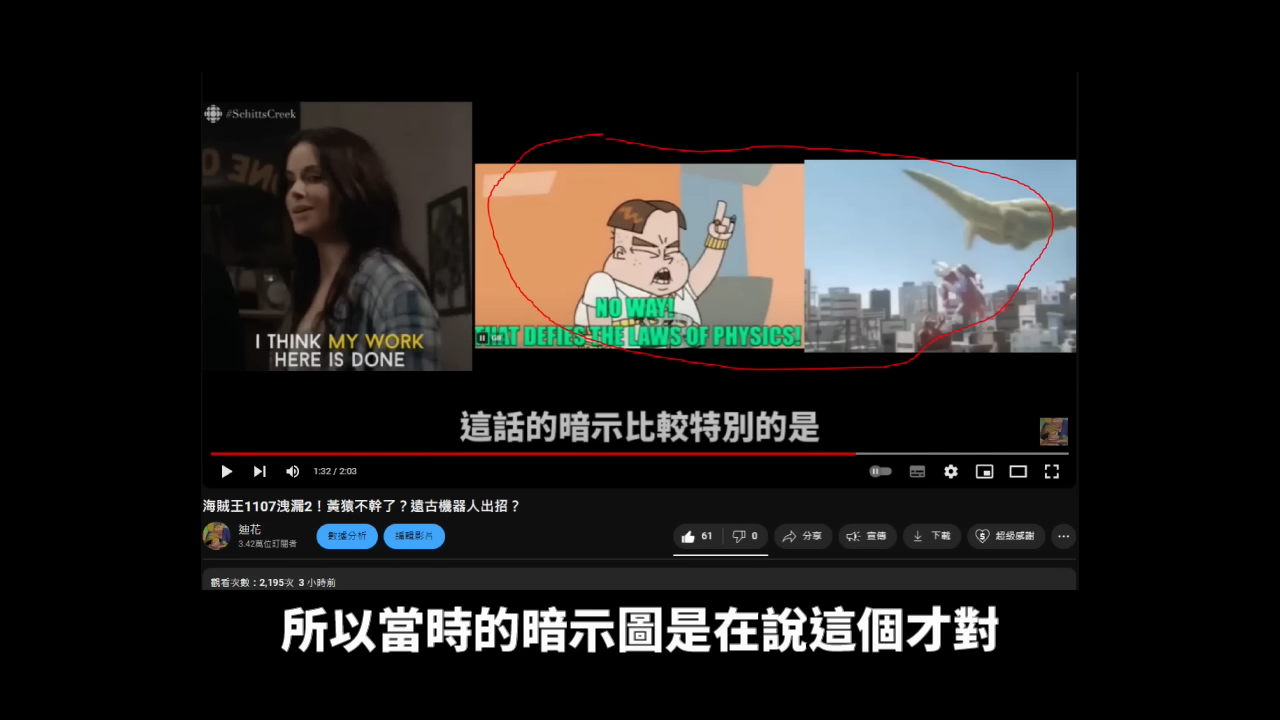 #SchittsCreek
I THINK MY WORK
HERE IS DONE
NO WAY!
THAT DEFIES THE LAWS OF PHYSICS!
這話的暗示比較特別的是
1:32 / 2:03
海賊王1107洩漏2！黃猿不幹了？遠古機器人出招？
迪花
3.42萬位訂閱者
數據分析
編輯影片
61
0
分享
宣傳
下載
超級感謝
觀看次數：2,195次 3 小時前
所以當時的暗示圖是在說這個才對